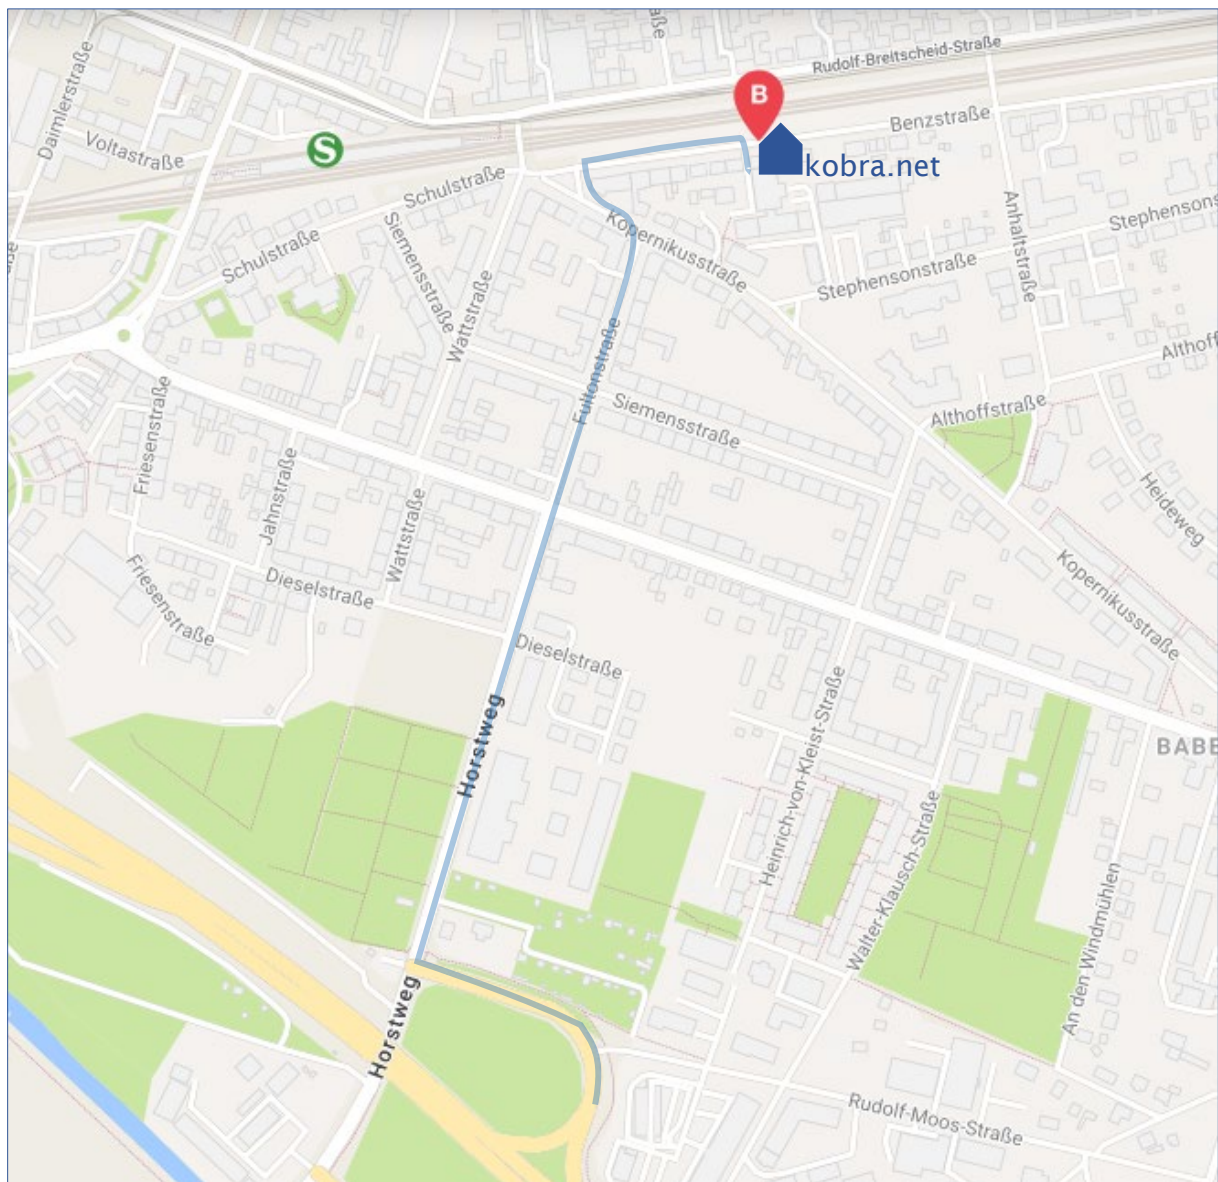 Rudolf-Breitscheid-Straße
aße
Daimlerstraße
B
Benzstraße
Voltastraße
S
kobra.net
Schulstraße
Anhaltstraße
Stephensons
Kopernikusstraße
Schulstraße
Siemensstraße
Stephensonstraße
Wattstraße
Fultonstraße
Althoff
Friesenstraße
Siemensstraße
Althoffstraße
Jahnstraße
Wattstraße
Heideweg
Dieselstraße
Friesenstraße
Kopernikusstraße
Dieselstraße
Horstweg
Heinrich-von-Kleist-Straße
BABE
Walter-Klausch-Straße
An den Windmühlen
Horstweg
Rudolf-Moos-Straße